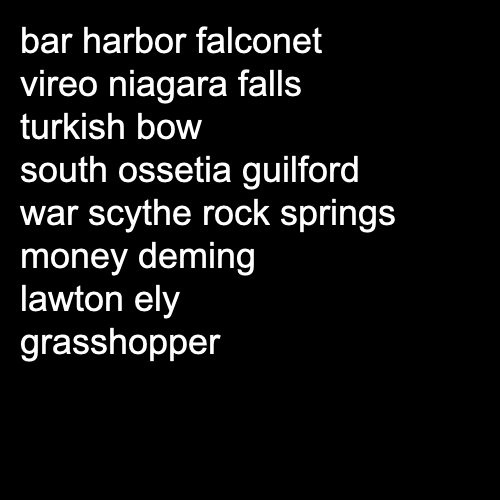 bar harbor falconet
vireo niagara falls
turkish bow
south ossetia guilford
war scythe rock springs
money deming
lawton ely
grasshopper